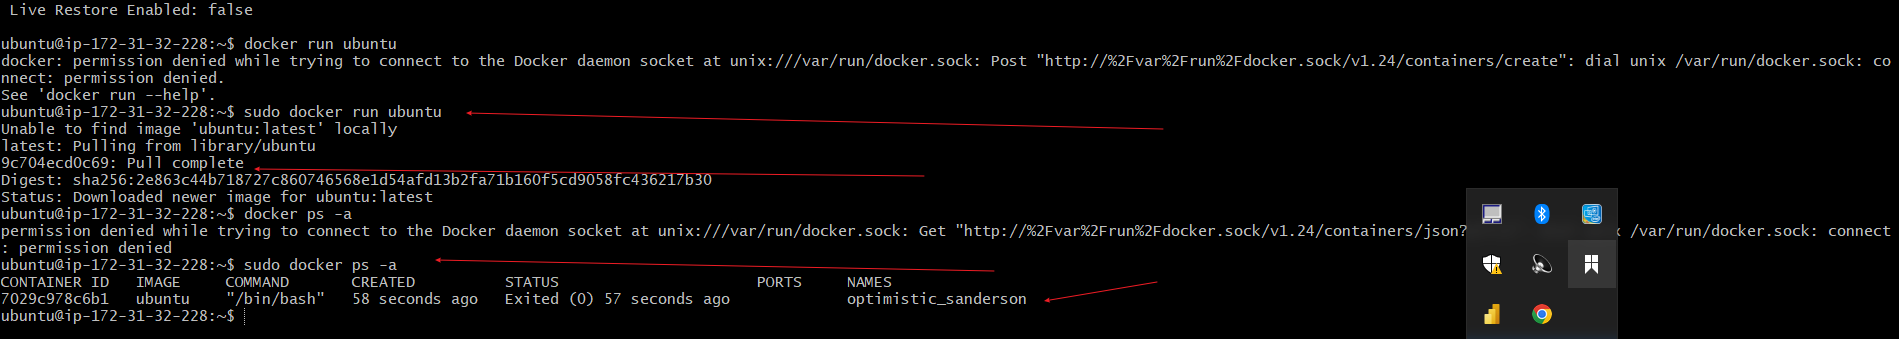 Live Restore Enabled: false
ubuntu@ip-172-31-32-228:~$ docker run ubuntu
docker: permission denied while trying to connect to the Docker daemon socket at unix:///var/run/docker.sock: Post "http://%2Fvar%2Frun%2Fdocker.sock/v1.24/containers/create": dial unix /var/run/docker.sock: co
nnect: permission denied.
See 'docker run --help'.
ubuntu@ip-172-31-32-228:~$ sudo docker run ubuntu
Unable to find image 'ubuntu:latest' locally
latest: Pulling from library/ubuntu
9c704ecd0c69: Pull complete
Digest: sha256:2e863c44b718727c860746568e1d54afd13b2fa71b160f5cd9058fc436217b30
Status: Downloaded newer image for ubuntu:latest
ubuntu@ip-172-31-32-228:~$ docker ps -a
permission denied while trying to connect to the Docker daemon socket at unix:///var/run/docker.sock: Get "http://%2Fvar%2Frun%2Fdocker.sock/v1.24/containers/json? /var/run/docker.sock: connect
: permission denied
ubuntu@ip-172-31-32-228:~$ sudo docker ps -a
CONTAINER ID IMAGE COMMAND CREATED STATUS PORTS NAMES
7029c978c6b1 ubuntu "/bin/bash" 58 seconds ago Exited (0) 57 seconds ago optimistic_sanderson
ubuntu@ip-172-31-32-228:~$